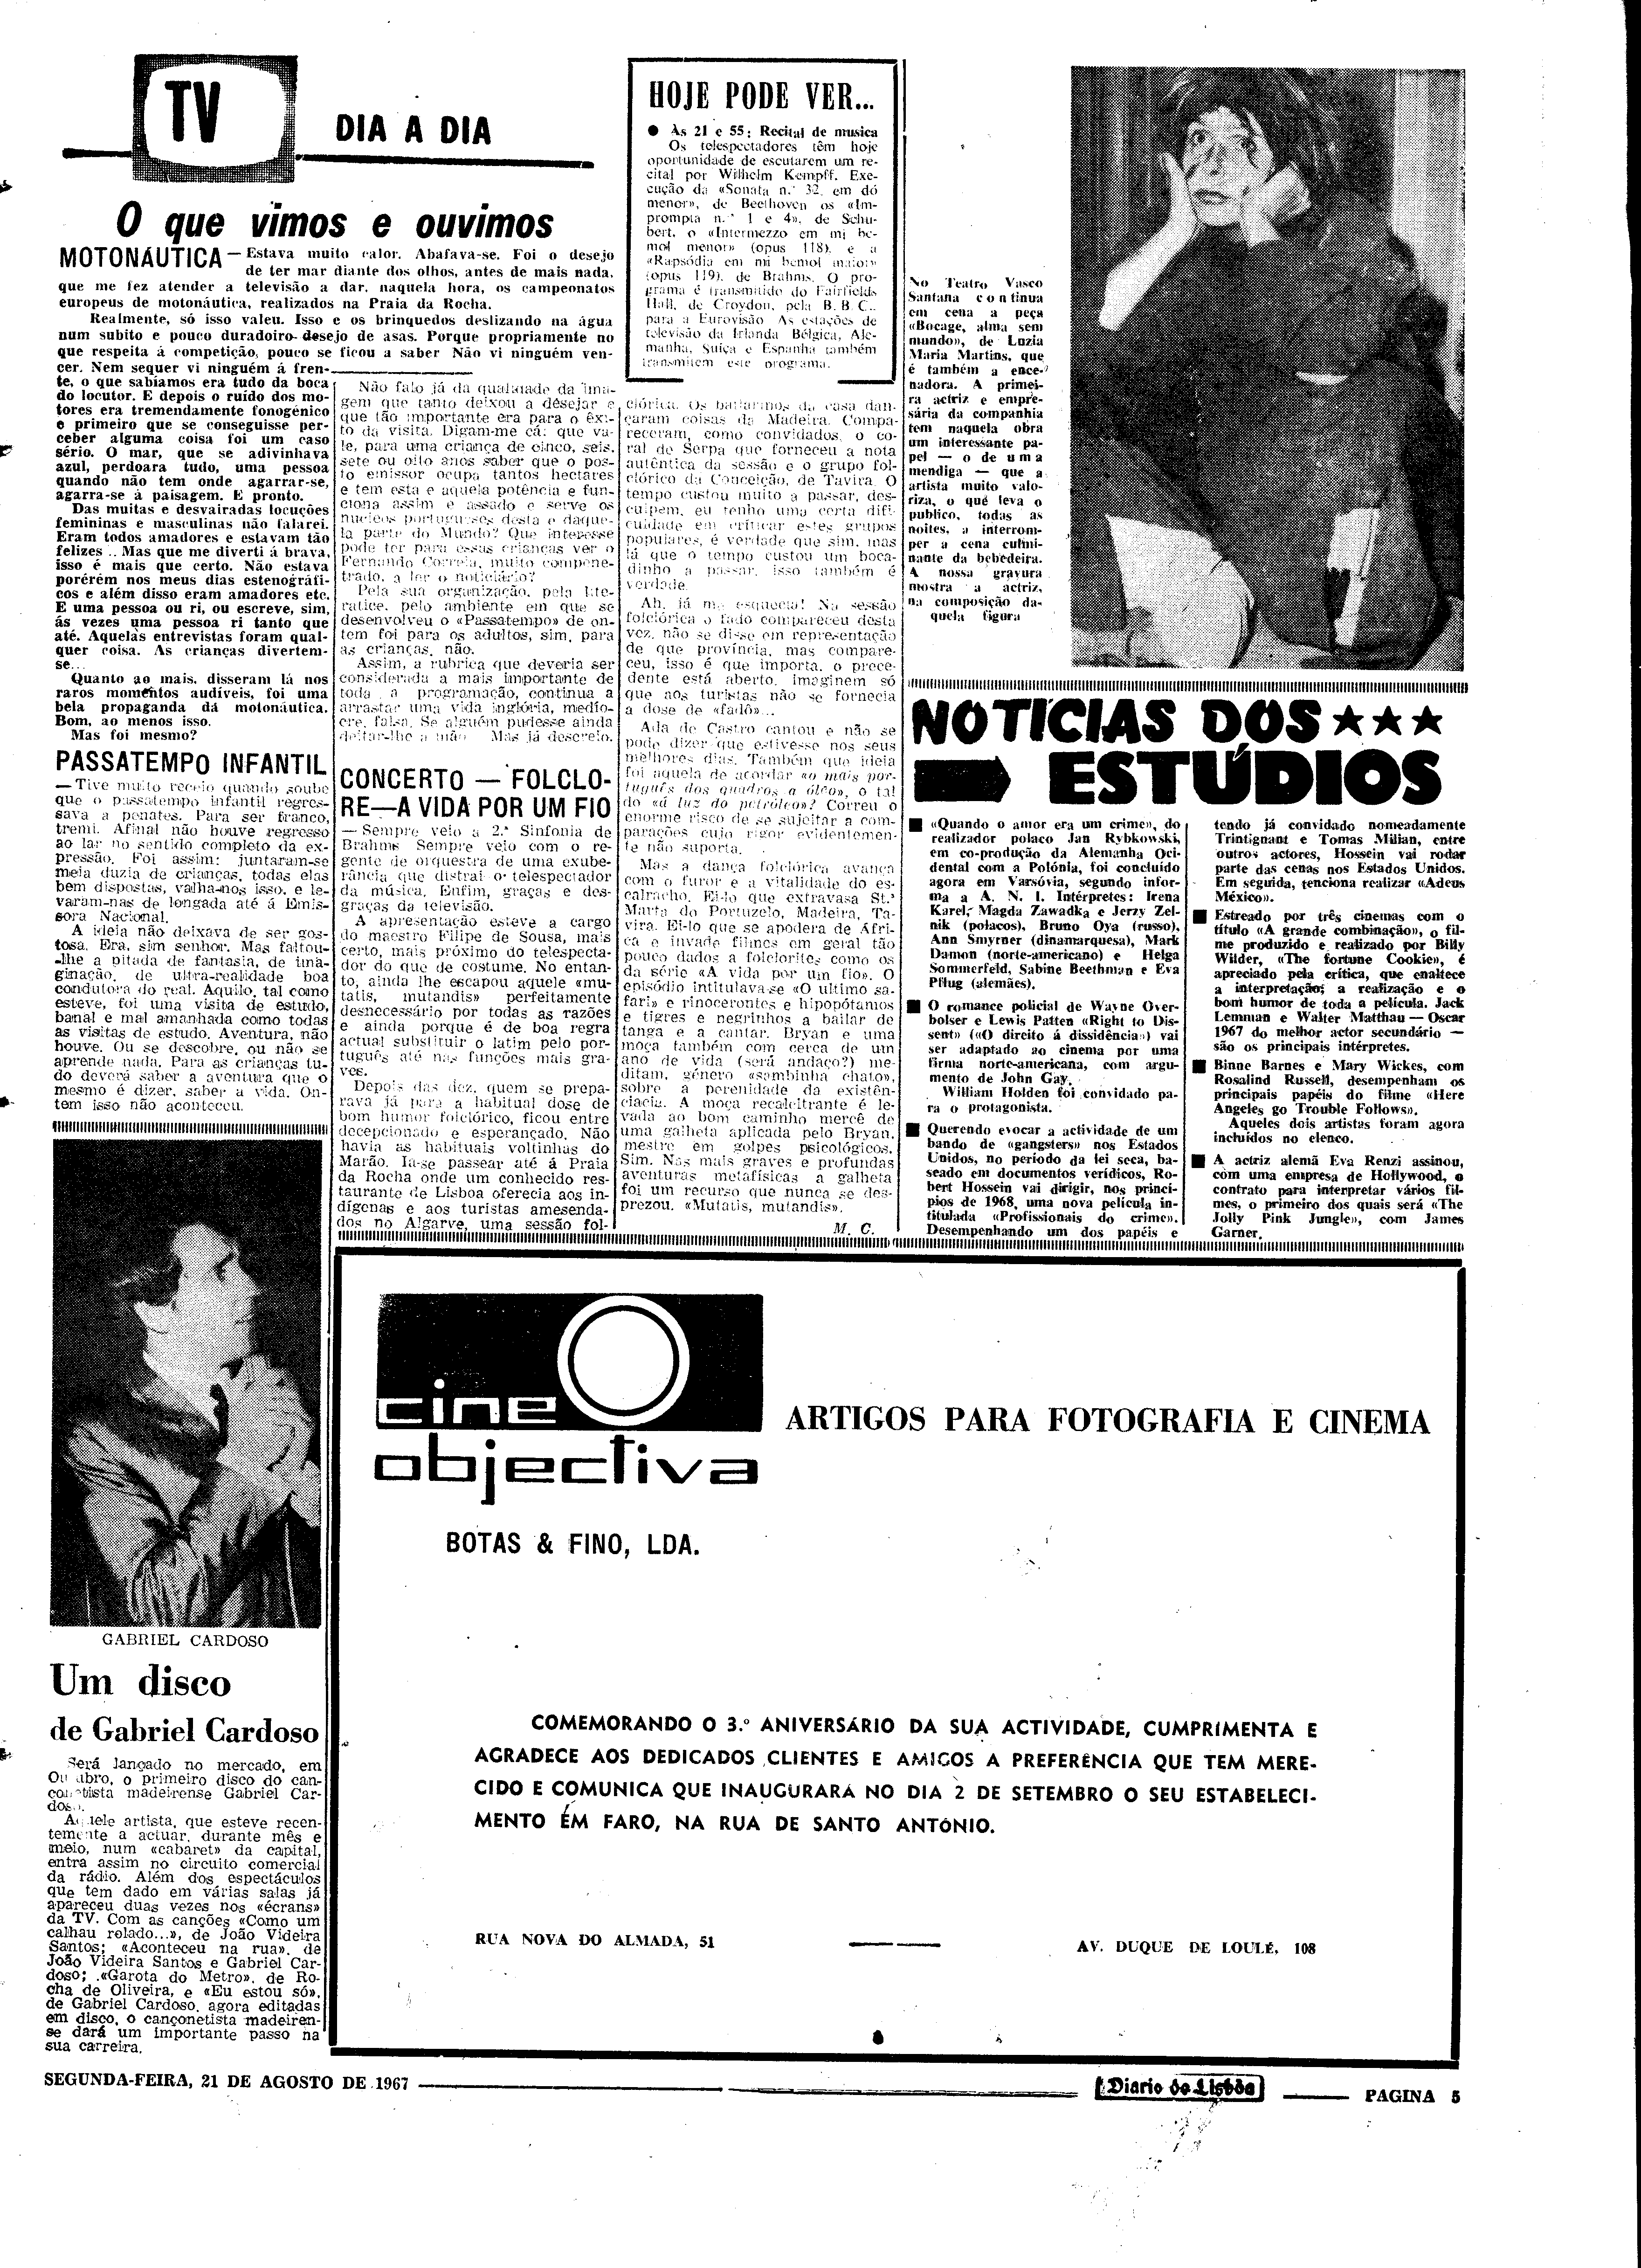 TV
DIA A DIA
O que vimos e ouvimos
MOTONÁUTICA — Estava muito calor. Abafava-se. Foi o desejo
de ter mar diante dos olhos, antes de mais nada,
que me fez atender a televisão a dar, naquela hora, os campeonatos
europeus de motonáutica, realizados na Praia da Rocha.
Realmente, só isso valeu. Isso e os brinquedos deslizando na água
num subito e pouco duradoiro desejo de asas. Porque propriamente no
que respeita á competição, pouco se ficou a saber Não vi ninguém ven-
cer. Nem sequer vi ninguém á fren-
te, o que sabíamos era tudo da boca
do locutor. E depois o ruído dos mo-
tores era tremendamente fonogénico
e primeiro que se conseguisse per-
ceber alguma coisa foi um caso
sério. O mar, que se adivinhava
azul, perdoara tudo, uma pessoa
quando não tem onde agarrar-se,
agarra-se á paisagem. E pronto.
Das muitas e desvairadas locuções
femininas e masculinas não falarei.
Eram todos amadores e estavam tão
felizes .. Mas que me diverti á brava,
isso é mais que certo. Não estava
porérém nos meus dias estenográfi-
cos e além disso eram amadores etc.
E uma pessoa ou ri, ou escreve, sim,
ás vezes uma pessoa ri tanto que
até. Aquelas entrevistas foram qual-
quer coisa. As crianças divertem-
se...
Quanto ao mais, disseram lá nos
raros momentos audíveis, foi uma
bela propaganda dá motonáutica.
Bom, ao menos isso.
Mas foi mesmo?
PASSATEMPO INFANTIL
— Tive muito receio quando soube
que o passatempo infantil regres-
sava a penates. Para ser franco,
tremi. Afinal não houve regresso
ao lar no sentido completo da ex-
pressão. Foi assim: juntaram-se
meia duzia de crianças, todas elas
bem dispostas, valha-nos isso, e le-
varam-nas de longada até á Emis-
sora Nacional.
A ideia não deixava de ser gos-
tosa. Era, sim senhor. Mas faltou-
-lhe a pitada de fantasia, de ima-
ginação, de ultra-realidade boa
condutora do real. Aquilo, tal como
esteve, foi uma visita de estudo,
banal e mal amanhada como todas
as visitas de estudo. Aventura, não
houve. Ou se descobre, ou não se
aprende nada. Para as crianças tu-
do deverá saber a aventura que o
mesmo é dizer, saber a vida. On-
tem isso não aconteceu.
Não falo já da qualidade da ima-
gem que tanto deixou a desejar e
que tão importante era para o êxi-
to da visita. Digam-me cá: que va-
le, para uma criança de cinco, seis,
sete ou oito anos saber que o pos-
to emissor ocupa tantos hectares
e tem esta e aquela potência e fun-
ciona assim e assado e serve os
nucleos portugueses desta e daque-
la parte do Mundo? Que interesse
pode ter para essas crianças ver o
Fernando Correia, muito compene-
trado, a ler o noticiário?
Pela sua organização, pela lite-
ratice, pelo ambiente em que se
desenvolveu o «Passatempo» de on-
tem foi para os adultos, sim, para
as crianças, não.
Assim, a rubrica que deveria ser
considerada a mais importante de
toda a programação, continua a
arrastar uma vida inglória, medío-
cre, falsa. Se alguém pudesse ainda
deitar-lhe a mão Mas já descreio.
CONCERTO — FOLCLO-
RE—A VIDA POR UM FIO
— Sempre veio a 2.ª Sinfonia de
Brahms Sempre veio com o re-
gente de orquestra de uma exube-
rância que distrai o telespectador
da música. Enfim, graças e des-
graças da televisão.
A apresentação esteve a cargo
do maestro Filipe de Sousa, mais
certo, mais próximo do telespecta-
dor do que de costume. No entan-
to, ainda lhe escapou aquele «mu-
tatis, mutandis» perfeitamente
desnecessário por todas as razões
e ainda porque é de boa regra
actual substituir o latim pelo por-
tuguês até nas funções mais gra-
ves.
Depois das dez, quem se prepa-
rava já para a habitual dose de
bom humor folclórico, ficou entre
decepcionado e esperançado. Não
havia as habituais voltinhas do
Marão. Ia-se passear até á Praia
da Rocha onde um conhecido res-
taurante de Lisboa oferecia aos in-
dígenas e aos turistas amesenda-
dos no Algarve, uma sessão fol-
clórica. Os bailarinos da casa dan-
çaram coisas da Madeira. Compa-
receram, como convidados, o co-
ral de Serpa que forneceu a nota
autêntica da sessão e o grupo fol-
clórico da Conceição, de Tavira. O
tempo custou muito a passar, des-
culpem, eu tenho uma certa difi-
culdade em criticar estes grupos
populares, é verdade que sim, mas
lá que o tempo custou um boca-
dinho a passar, isso também é
verdade.
Ah, já me esquecia! Na sessão
folclórica o fado compareceu desta
vez, não se disse em representação
de que província, mas compare-
ceu, isso é que importa, o prece-
dente está aberto. Imaginem só
que aos turistas não se fornecia
a dose de «fado»...
Ada de Castro cantou e não se
pode dizer que estivesse nos seus
melhores dias. Também que ideia
foi aquela de acordar «o mais por-
tuguês dos quadros a óleo», o tal
do «á luz do petróleo»? Correu o
enorme risco de se sujeitar a com-
parações cujo rigor evidentemen-
te não suporta.
Mas a dança folclórica avança
com o furor e a vitalidade do es-
calracho. Ei-lo que extravasa St.ª
Marta do Portuzelo, Madeira, Ta-
vira. Ei-lo que se apodera de Áfri-
ca e invade filmes em geral tão
pouco dados a folclorites como os
da série «A vida por um fio». O
episódio intitulava-se «O ultimo sa-
fari» e rinocerontes e hipopótamos
e tigres e negrinhos a bailar de
tanga e a cantar. Bryan e uma
moça também com cerca de um
ano de vida (será andaço?) me-
ditam, género «sambinha chato»,
sobre a perenidade da existên-
ciacia. A moça recalcitrante é le-
vada ao bom caminho mercê de
uma galheta aplicada pelo Bryan,
mestre em golpes psicológicos.
Sim. Nas mais graves e profundas
aventuras metafísicas a galheta
foi um recurso que nunca se des-
prezou. «Mutatis, mutandis».
M. C.
HOJE PODE VER...
● Às 21 e 55: Recital de musica
Os telespectadores têm hoje
oportunidade de escutarem um re-
cital por Wilhelm Kempff. Exe-
cução da «Sonata n.º 32, em dó
menor», de Beethoven os «Im-
promptu n.º 1 e 4», de Schu-
bert, o «Intermezzo em mi be-
mol menor» (opus 118), e a
«Rapsódia em mi bemol maior»
(opus 119), de Brahms. O pro-
grama é transmitido do Fairfields
Hall, de Croydon, pela B. B. C.,
para a Eurovisão As estações de
televisão da Irlanda Bélgica, Ale-
manha, Suíça e Espanha também
transmitem este programa.
No Teatro Vasco
Santana continua
em cena a peça
«Bocage, alma sem
mundo», de Luzia
Maria Martins, que
é também a ence-
nadora. A primei-
ra actriz e empre-
sária da companhia
tem naquela obra
um interessante pa-
pel — o de uma
mendiga — que a
artista muito valo-
riza, o que leva o
publico, todas as
noites, a interrom-
per a cena culmi-
nante da bebedeira.
A nossa gravura
mostra a actriz,
na composição da-
quela figura
NOTICIAS DOS ★★★
ESTÚDIOS
■ «Quando o amor era um crime», do
realizador polaco Jan Rybkowski,
em co-produção da Alemanha Oci-
dental com a Polónia, foi concluído
agora em Varsóvia, segundo infor-
ma a A. N. I. Intérpretes: Irena
Karel, Magda Zawadka e Jerzy Zel-
nik (polacos), Bruno Oya (russo),
Ann Smyrner (dinamarquesa), Mark
Damon (norte-americano) e Helga
Sommerfeld, Sabine Beethman e Eva
Pflug (alemães).
■ O romance policial de Wayne Over-
bolser e Lewis Patten «Right to Dis-
sent» («O direito á dissidência») vai
ser adaptado ao cinema por uma
firma norte-americana, com argu-
mento de John Gay.
William Holden foi convidado pa-
ra o protagonista.
■ Querendo evocar a actividade de um
bando de «gangsters» nos Estados
Unidos, no período da lei seca, ba-
seado em documentos verídicos, Ro-
bert Hossein vai dirigir, nos princí-
pios de 1968, uma nova película in-
titulada «Profissionais do crime».
Desempenhando um dos papéis e
tendo já convidado nomeadamente
Trintignant e Tomas Milian, entre
outros actores, Hossein vai rodar
parte das cenas nos Estados Unidos.
Em seguida, tenciona realizar «Adeus
México».
■ Estreado por três cinemas com o
título «A grande combinação», o fil-
me produzido e realizado por Billy
Wilder, «The fortune Cookie», é
apreciado pela crítica, que enaltece
a interpretação, a realização e o
bom humor de toda a película. Jack
Lemman e Walter Matthau — Oscar
1967 do melhor actor secundário —
são os principais intérpretes.
■ Binne Barnes e Mary Wickes, com
Rosalind Russell, desempenham os
principais papéis do filme «Here
Angeles go Trouble Follows».
Aqueles dois artistas foram agora
incluídos no elenco.
■ A actriz alemã Eva Renzi assinou,
com uma empresa de Hollywood, o
contrato para interpretar vários fil-
mes, o primeiro dos quais será «The
Jolly Pink Jungle», com James
Garner.
GABRIEL CARDOSO
Um disco
de Gabriel Cardoso
Será lançado no mercado, em
Outubro, o primeiro disco do can-
conetista madeirense Gabriel Car-
doso.
Aquele artista, que esteve recen-
temente a actuar, durante mês e
meio, num «cabaret» da capital,
entra assim no circuito comercial
da rádio. Além dos espectáculos
que tem dado em várias salas já
apareceu duas vezes nos «écrans»
da TV. Com as canções «Como um
calhau rolado...», de João Videira
Santos; «Aconteceu na rua», de
João Videira Santos e Gabriel Car-
doso; «Garota do Metro», de Ro-
cha de Oliveira, e «Eu estou só»,
de Gabriel Cardoso, agora editadas
em disco, o cançonetista madeiren-
se dará um importante passo na
sua carreira.
cine
objectiva
ARTIGOS PARA FOTOGRAFIA E CINEMA
BOTAS & FINO, LDA.
COMEMORANDO O 3.º ANIVERSÁRIO DA SUA ACTIVIDADE, CUMPRIMENTA E
AGRADECE AOS DEDICADOS CLIENTES E AMIGOS A PREFERÊNCIA QUE TEM MERE-
CIDO E COMUNICA QUE INAUGURARÁ NO DIA 2 DE SETEMBRO O SEU ESTABELECI-
MENTO EM FARO, NA RUA DE SANTO ANTÓNIO.
RUA NOVA DO ALMADA, 51
AV. DUQUE DE LOULÉ, 108
SEGUNDA-FEIRA, 21 DE AGOSTO DE 1967
Diario de Lisboa
PAGINA 5